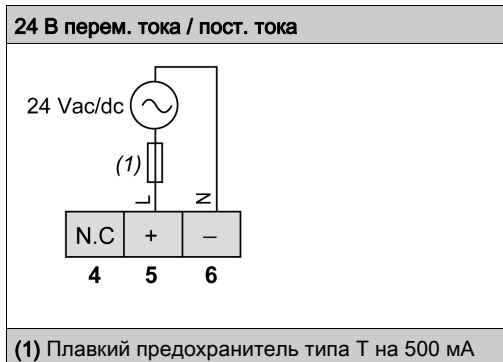 24 В перем. тока / пост. тока
24 Vac/dc
(1)
L N
N.C + –
4 5 6
(1) Плавкий предохранитель типа T на 500 мА